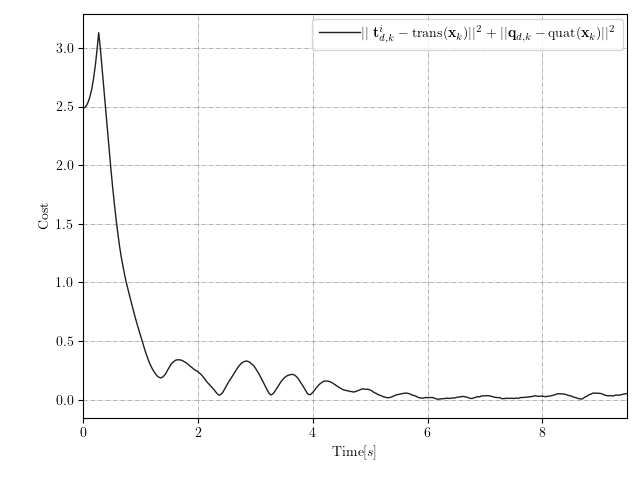 || t^i_{d,k} − trans(x_k)||^2 + ||q_{d,k} − quat(x_k)||^2
3.0
2.5
2.0
1.5
1.0
0.5
0.0
Cost
0 2 4 6 8
Time[s]